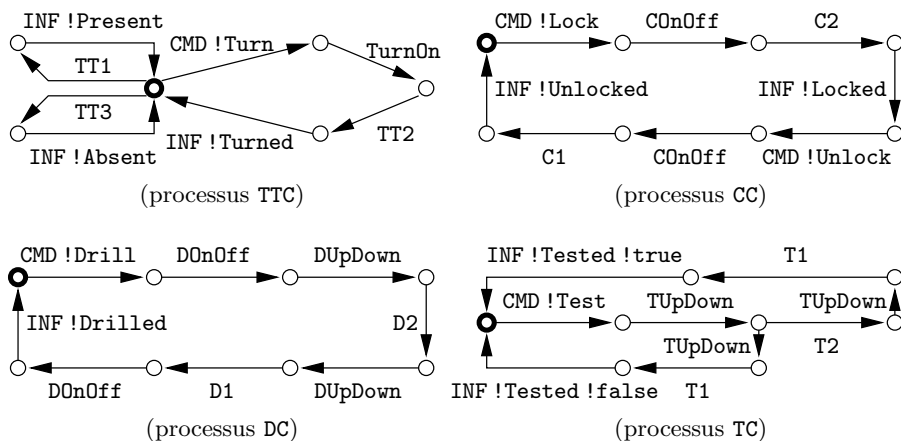 INF !Present
CMD !Turn
TurnOn
TT1
TT3
INF !Absent
INF !Turned
TT2
(processus TTC)
CMD !Lock
COnOff
C2
INF !Unlocked
INF !Locked
C1
COnOff
CMD !Unlock
(processus CC)
CMD !Drill
DOnOff
DUpDown
INF !Drilled
D2
DOnOff
D1
DUpDown
(processus DC)
INF !Tested !true
T1
CMD !Test
TUpDown
TUpDown
TUpDown
T2
INF !Tested !false
T1
(processus TC)